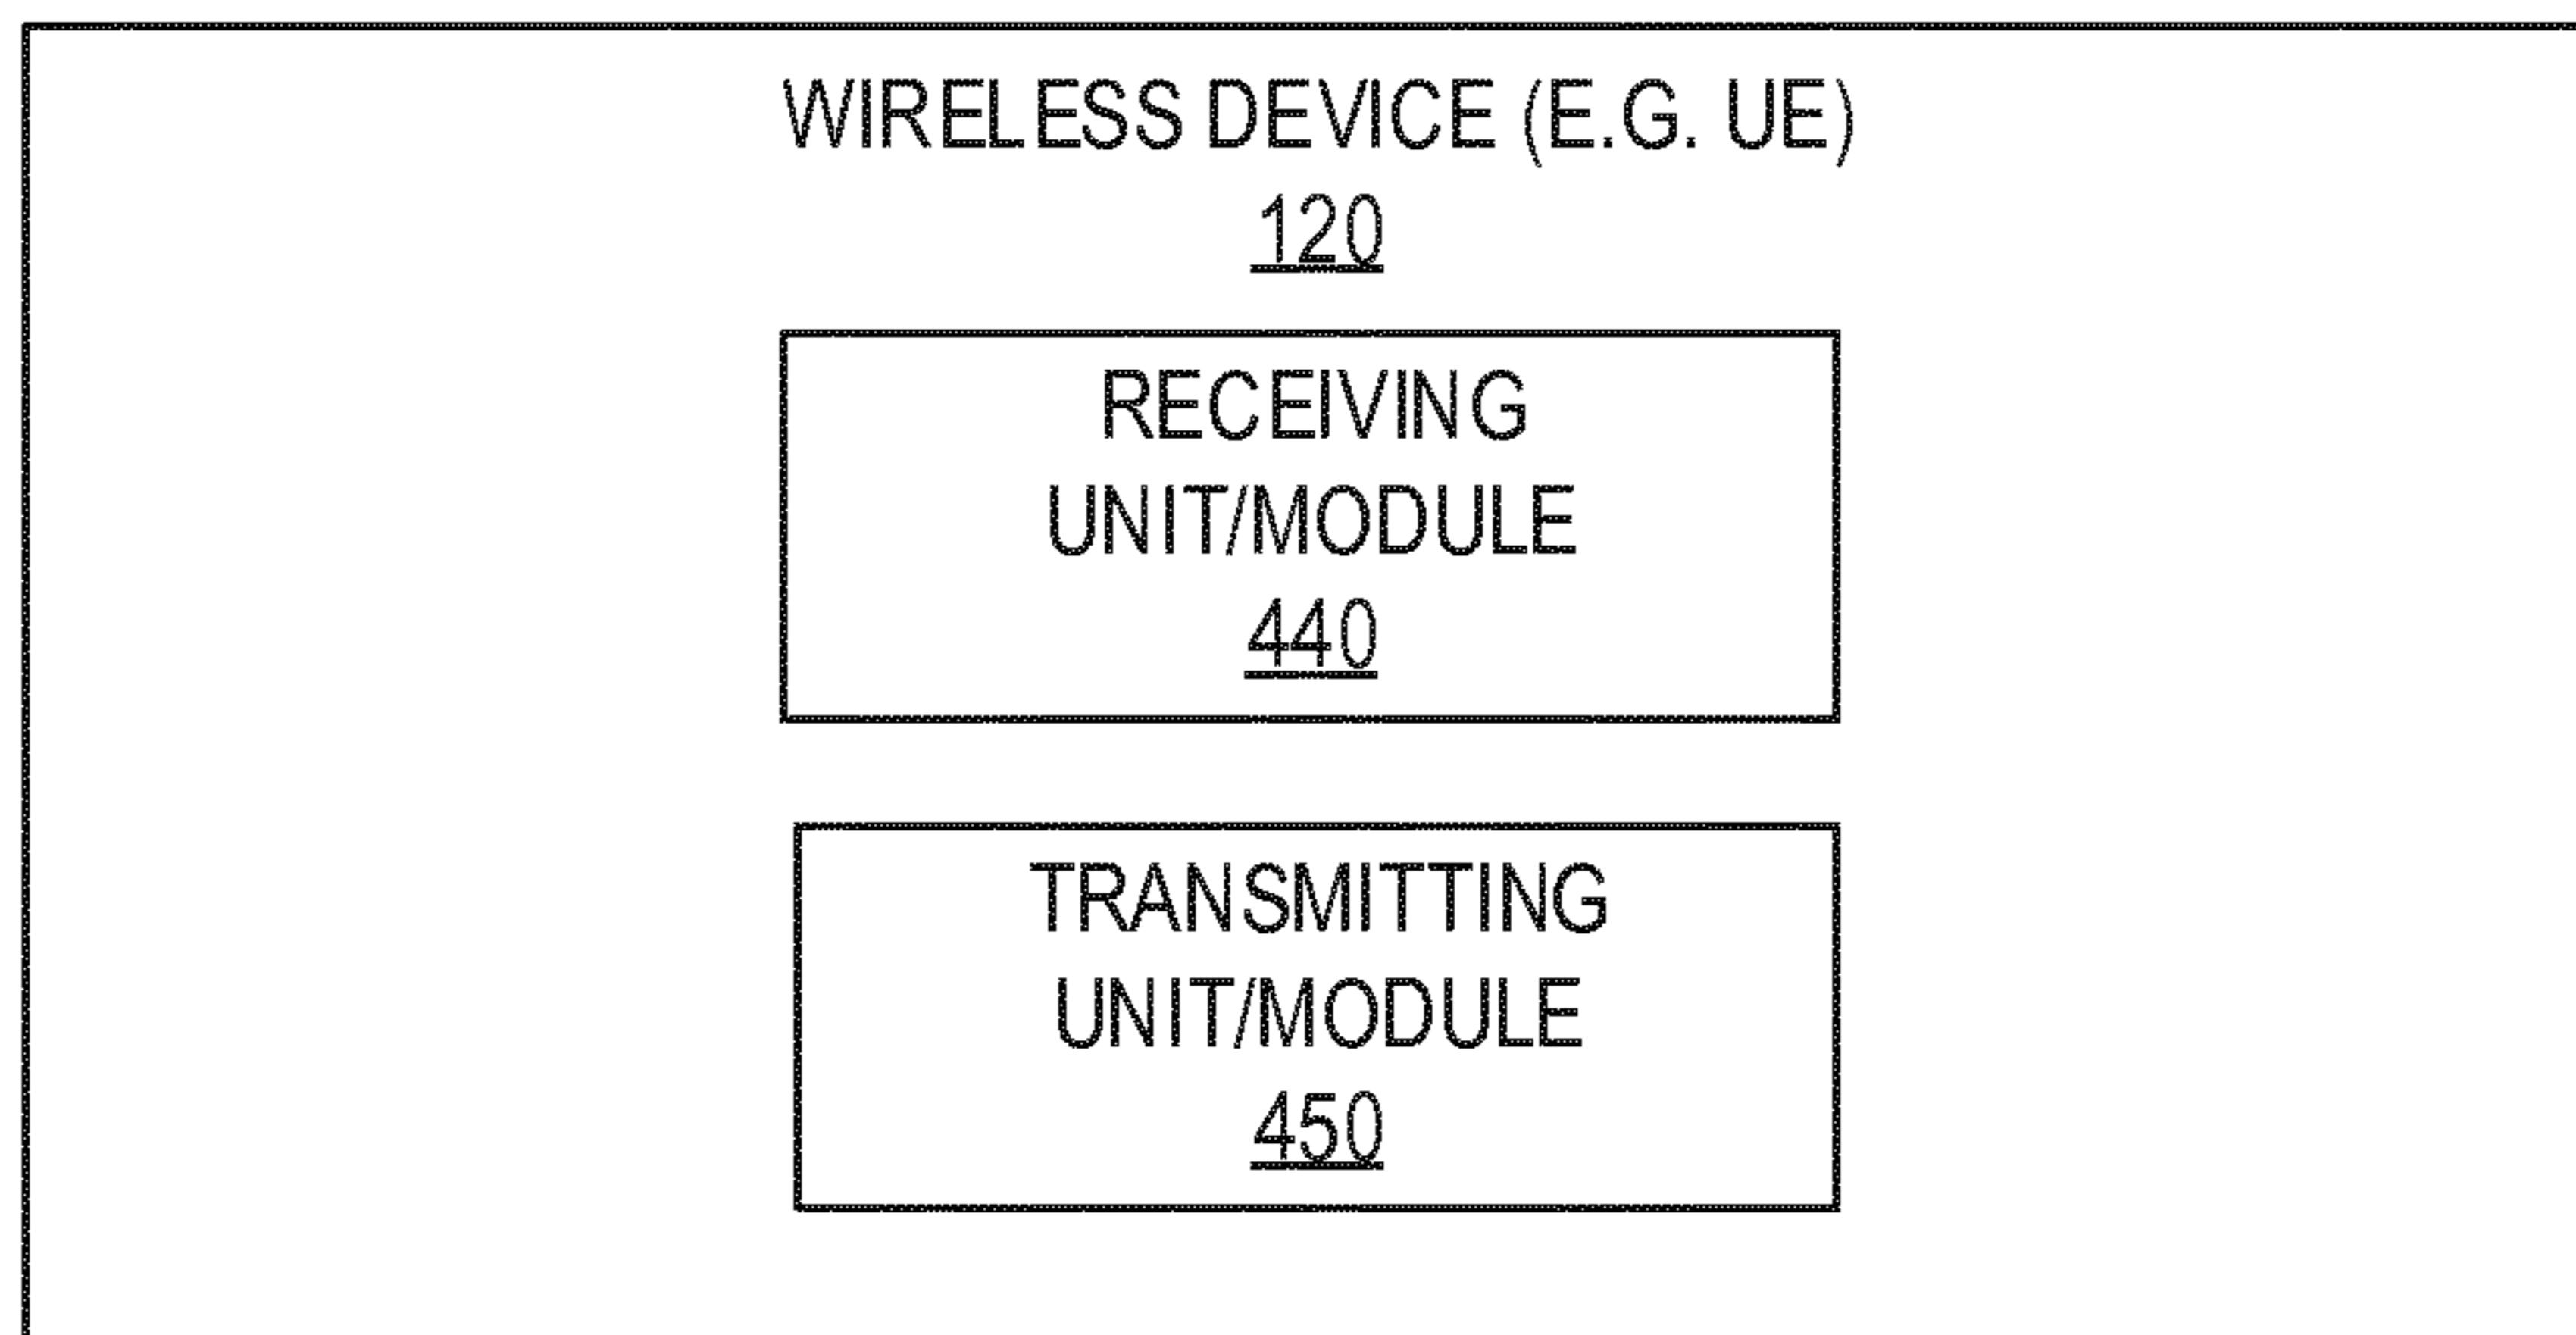 WIRELESS DEVICE (E.G. UE)
120
RECEIVING
UNIT/MODULE
440
TRANSMITTING
UNIT/MODULE
450